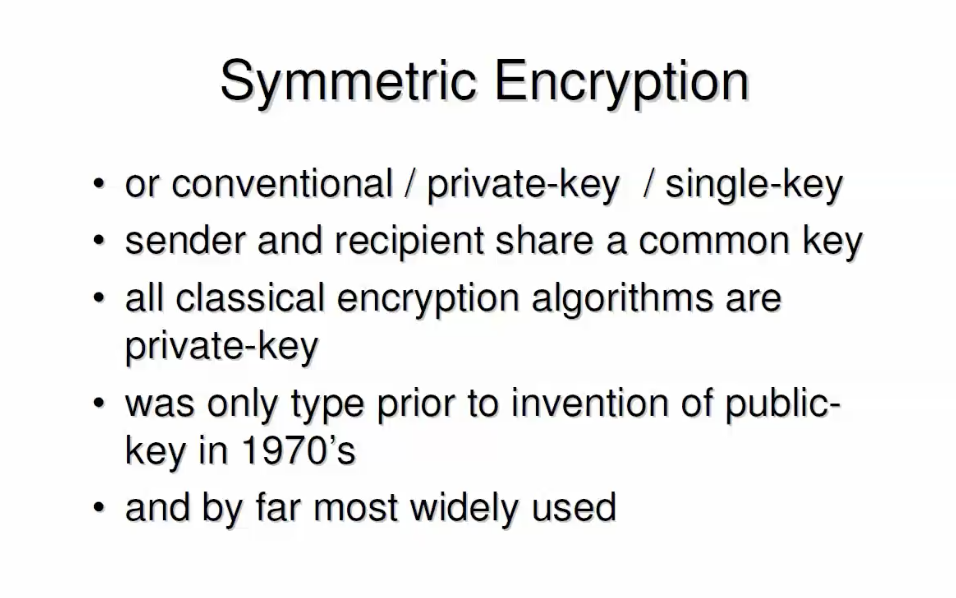 Symmetric Encryption
• or conventional / private-key  / single-key
• sender and recipient share a common key
• all classical encryption algorithms are
private-key
• was only type prior to invention of public-
key in 1970’s
• and by far most widely used